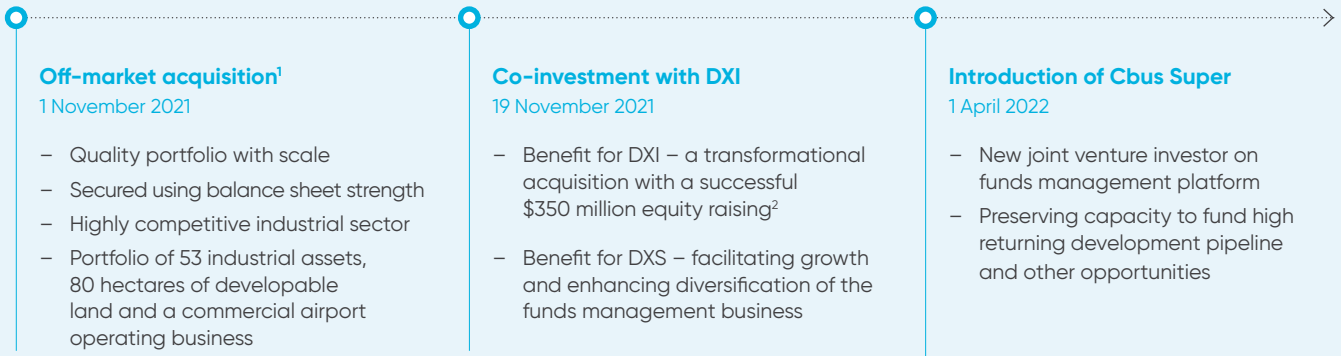 Off-market acquisition¹
1 November 2021
– Quality portfolio with scale
– Secured using balance sheet strength
– Highly competitive industrial sector
– Portfolio of 53 industrial assets,
80 hectares of developable
land and a commercial airport
operating business
Co-investment with DXI
19 November 2021
– Benefit for DXI – a transformational
acquisition with a successful
$350 million equity raising²
– Benefit for DXS – facilitating growth
and enhancing diversification of the
funds management business
Introduction of Cbus Super
1 April 2022
– New joint venture investor on
funds management platform
– Preserving capacity to fund high
returning development pipeline
and other opportunities